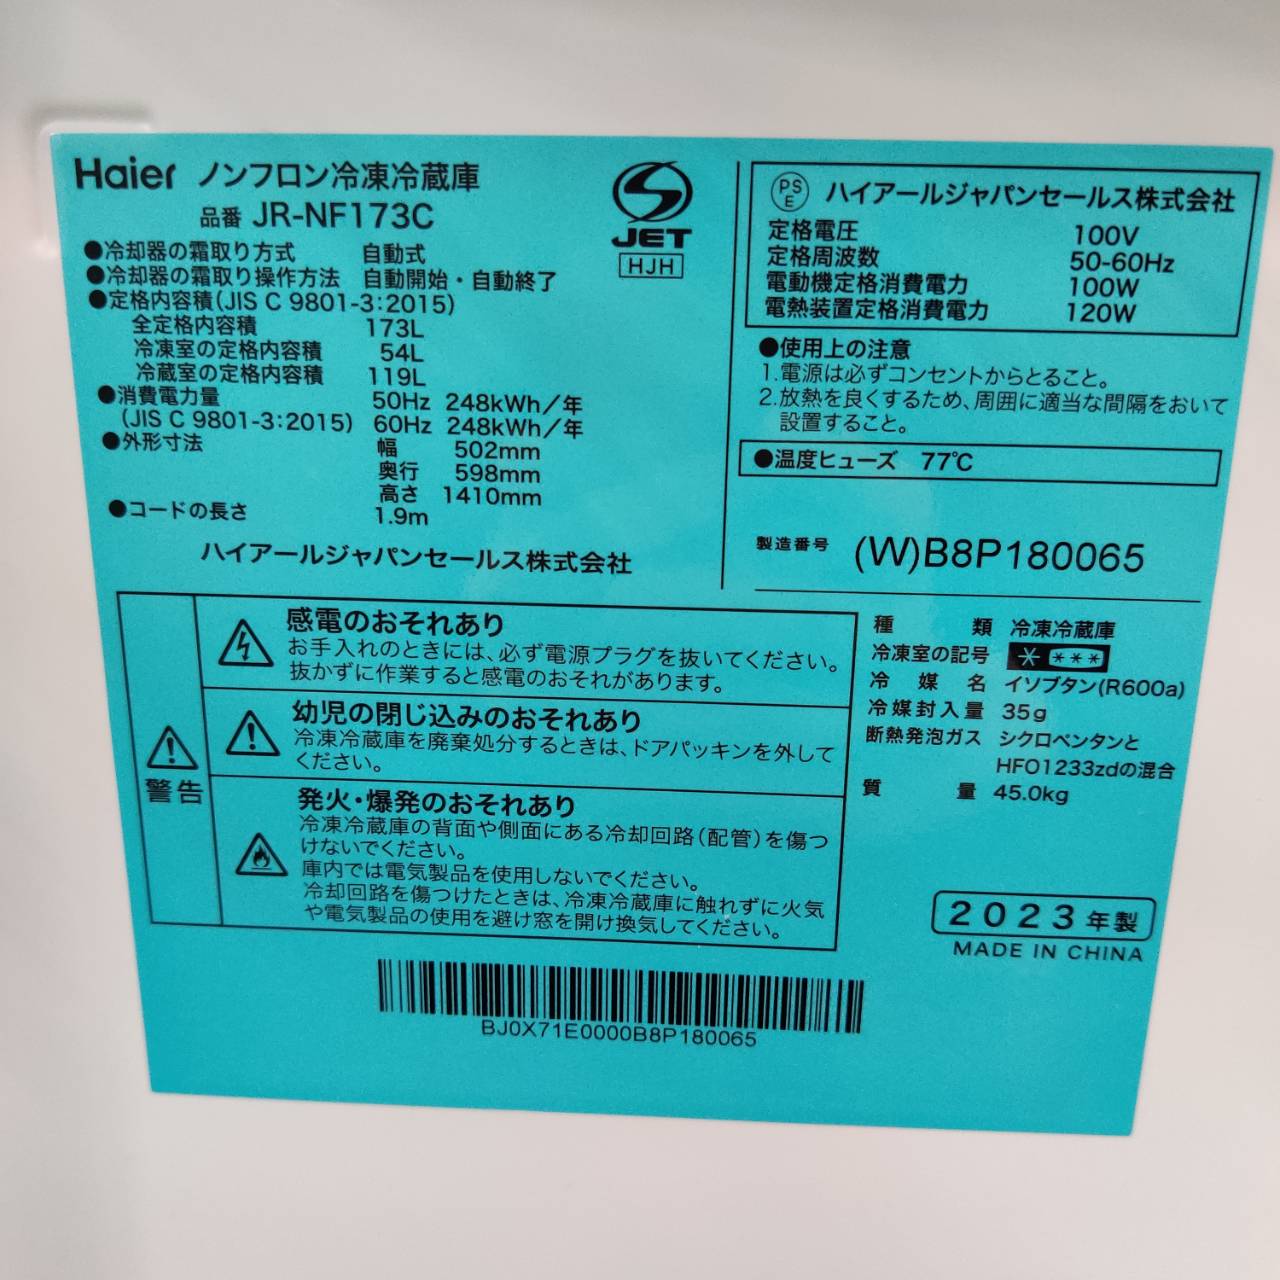 Haier ノンフロン冷凍冷蔵庫
品番 JR-NF173C
●冷却器の霜取り方式 自動式
●冷却器の霜取り操作方法 自動開始・自動終了
●定格内容積(JIS C 9801-3:2015)
全定格内容積 173L
冷凍室の定格内容積 54L
冷蔵室の定格内容積 119L
●消費電力量 50Hz 248kWh/年
(JIS C 9801-3:2015) 60Hz 248kWh/年
●外形寸法 幅 502mm
奥行 598mm
高さ 1410mm
●コードの長さ 1.9m
ハイアールジャパンセールス株式会社
JET
HJH
PSE ハイアールジャパンセールス株式会社
定格電圧 100V
定格周波数 50-60Hz
電動機定格消費電力 100W
電熱装置定格消費電力 120W
●使用上の注意
1.電源は必ずコンセントからとること。
2.放熱を良くするため、周囲に適当な間隔をおいて
設置すること。
●温度ヒューズ 77℃
製造番号 (W)B8P180065
警告
感電のおそれあり
お手入れのときには、必ず電源プラグを抜いてください。
抜かずに作業すると感電のおそれがあります。
幼児の閉じ込みのおそれあり
冷凍冷蔵庫を廃棄処分するときは、ドアパッキンを外して
ください。
発火・爆発のおそれあり
冷凍冷蔵庫の背面や側面にある冷却回路(配管)を傷つ
けないでください。
庫内では電気製品を使用しないでください。
冷却回路を傷つけたときは、冷凍冷蔵庫に触れずに火気
や電気製品の使用を避け窓を開け換気してください。
種類 冷凍冷蔵庫
冷凍室の記号 * ***
冷媒名 イソブタン(R600a)
冷媒封入量 35g
断熱発泡ガス シクロペンタンと
HFO1233zdの混合
質量 45.0kg
2023年製
MADE IN CHINA
BJ0X71E0000B8P180065